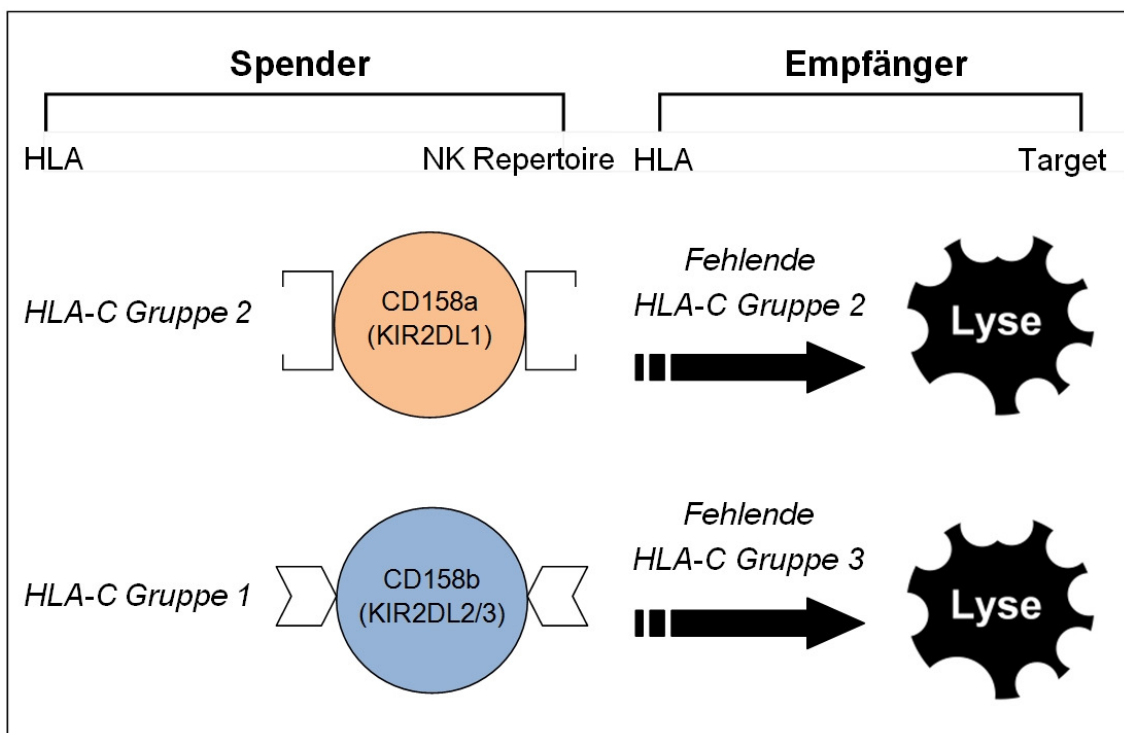 Spender
Empfänger
HLA
NK Repertoire
HLA
Target
HLA-C Gruppe 2
CD158a
(KIR2DL1)
Fehlende
HLA-C Gruppe 2
Lyse
HLA-C Gruppe 1
CD158b
(KIR2DL2/3)
Fehlende
HLA-C Gruppe 3
Lyse